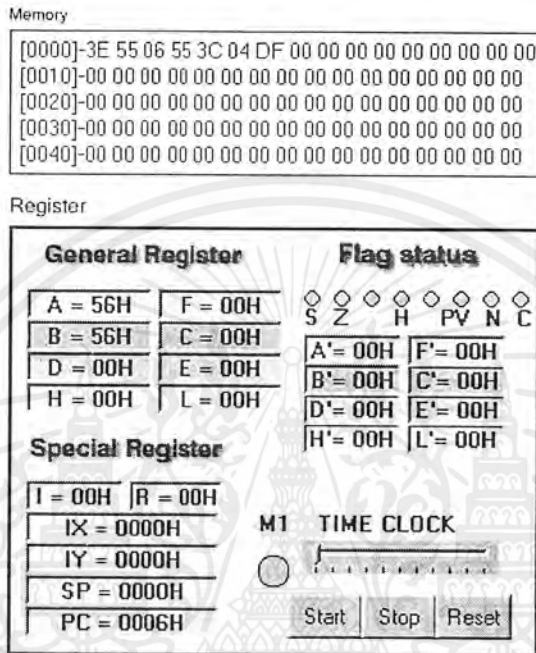 Memory
[0000]-3E 55 06 55 3C 04 DF 00 00 00 00 00 00 00 00 00
[0010]-00 00 00 00 00 00 00 00 00 00 00 00 00 00 00 00
[0020]-00 00 00 00 00 00 00 00 00 00 00 00 00 00 00 00
[0030]-00 00 00 00 00 00 00 00 00 00 00 00 00 00 00 00
[0040]-00 00 00 00 00 00 00 00 00 00 00 00 00 00 00 00
Register
General Register
A = 56H F = 00H
B = 56H C = 00H
D = 00H E = 00H
H = 00H L = 00H
Special Register
I = 00H R = 00H
IX = 0000H
IY = 0000H
SP = 0000H
PC = 0006H
Flag status
S Z H PV N C
A'= 00H F'= 00H
B'= 00H C'= 00H
D'= 00H E'= 00H
H'= 00H L'= 00H
M1 TIME CLOCK
Start Stop Reset